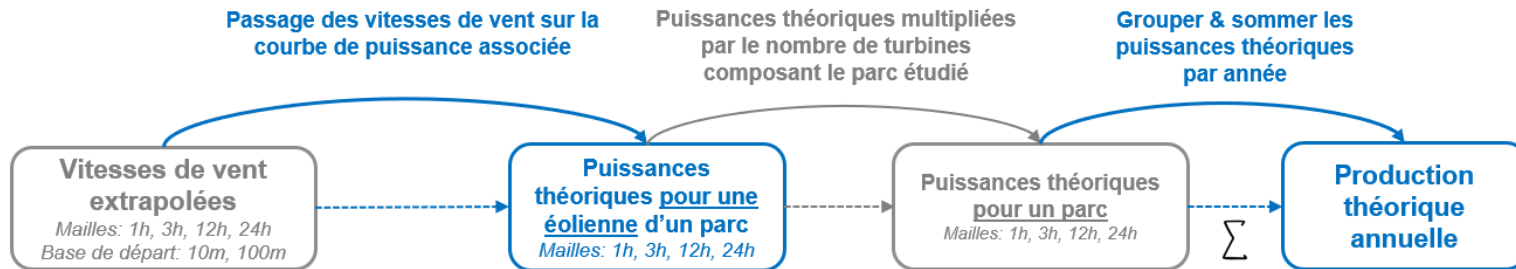 Passage des vitesses de vent sur la
courbe de puissance associée
Puissances théoriques multipliées
par le nombre de turbines
composant le parc étudié
Grouper & sommer les
puissances théoriques
par année
Vitesses de vent
extrapolées
Mailles: 1h, 3h, 12h, 24h
Base de départ: 10m, 100m
Puissances
théoriques pour une
éolienne d’un parc
Mailles: 1h, 3h, 12h, 24h
Puissances théoriques
pour un parc
Mailles: 1h, 3h, 12h, 24h
∑
Production
théorique
annuelle